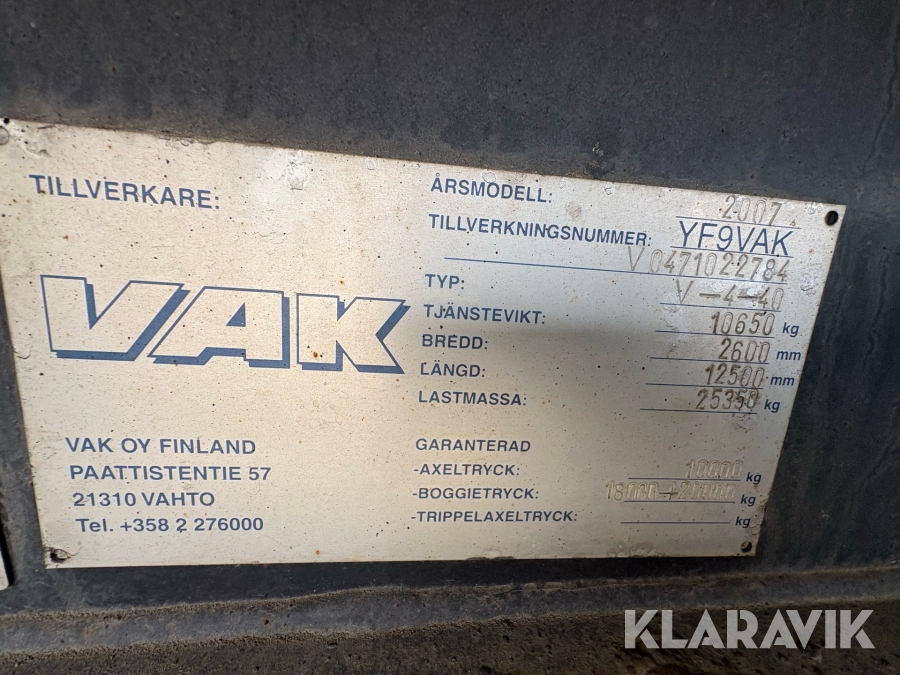 TILLVERKARE:
VAK
VAK OY FINLAND
PAATTISTENTIE 57
21310 VAHTO
Tel. +358 2 276000
ÅRSMODELL: 2007
TILLVERKNINGSNUMMER: YF9VAK
V0471022784
TYP: V-4-40
TJÄNSTEVIKT: 10650 kg
BREDD: 2600 mm
LÄNGD: 12500 mm
LASTMASSA: 25350 kg
GARANTERAD
-AXELTRYCK: 10000 kg
-BOGGIETRYCK: 18000+20000 kg
-TRIPPELAXELTRYCK: kg
KLARAVIK